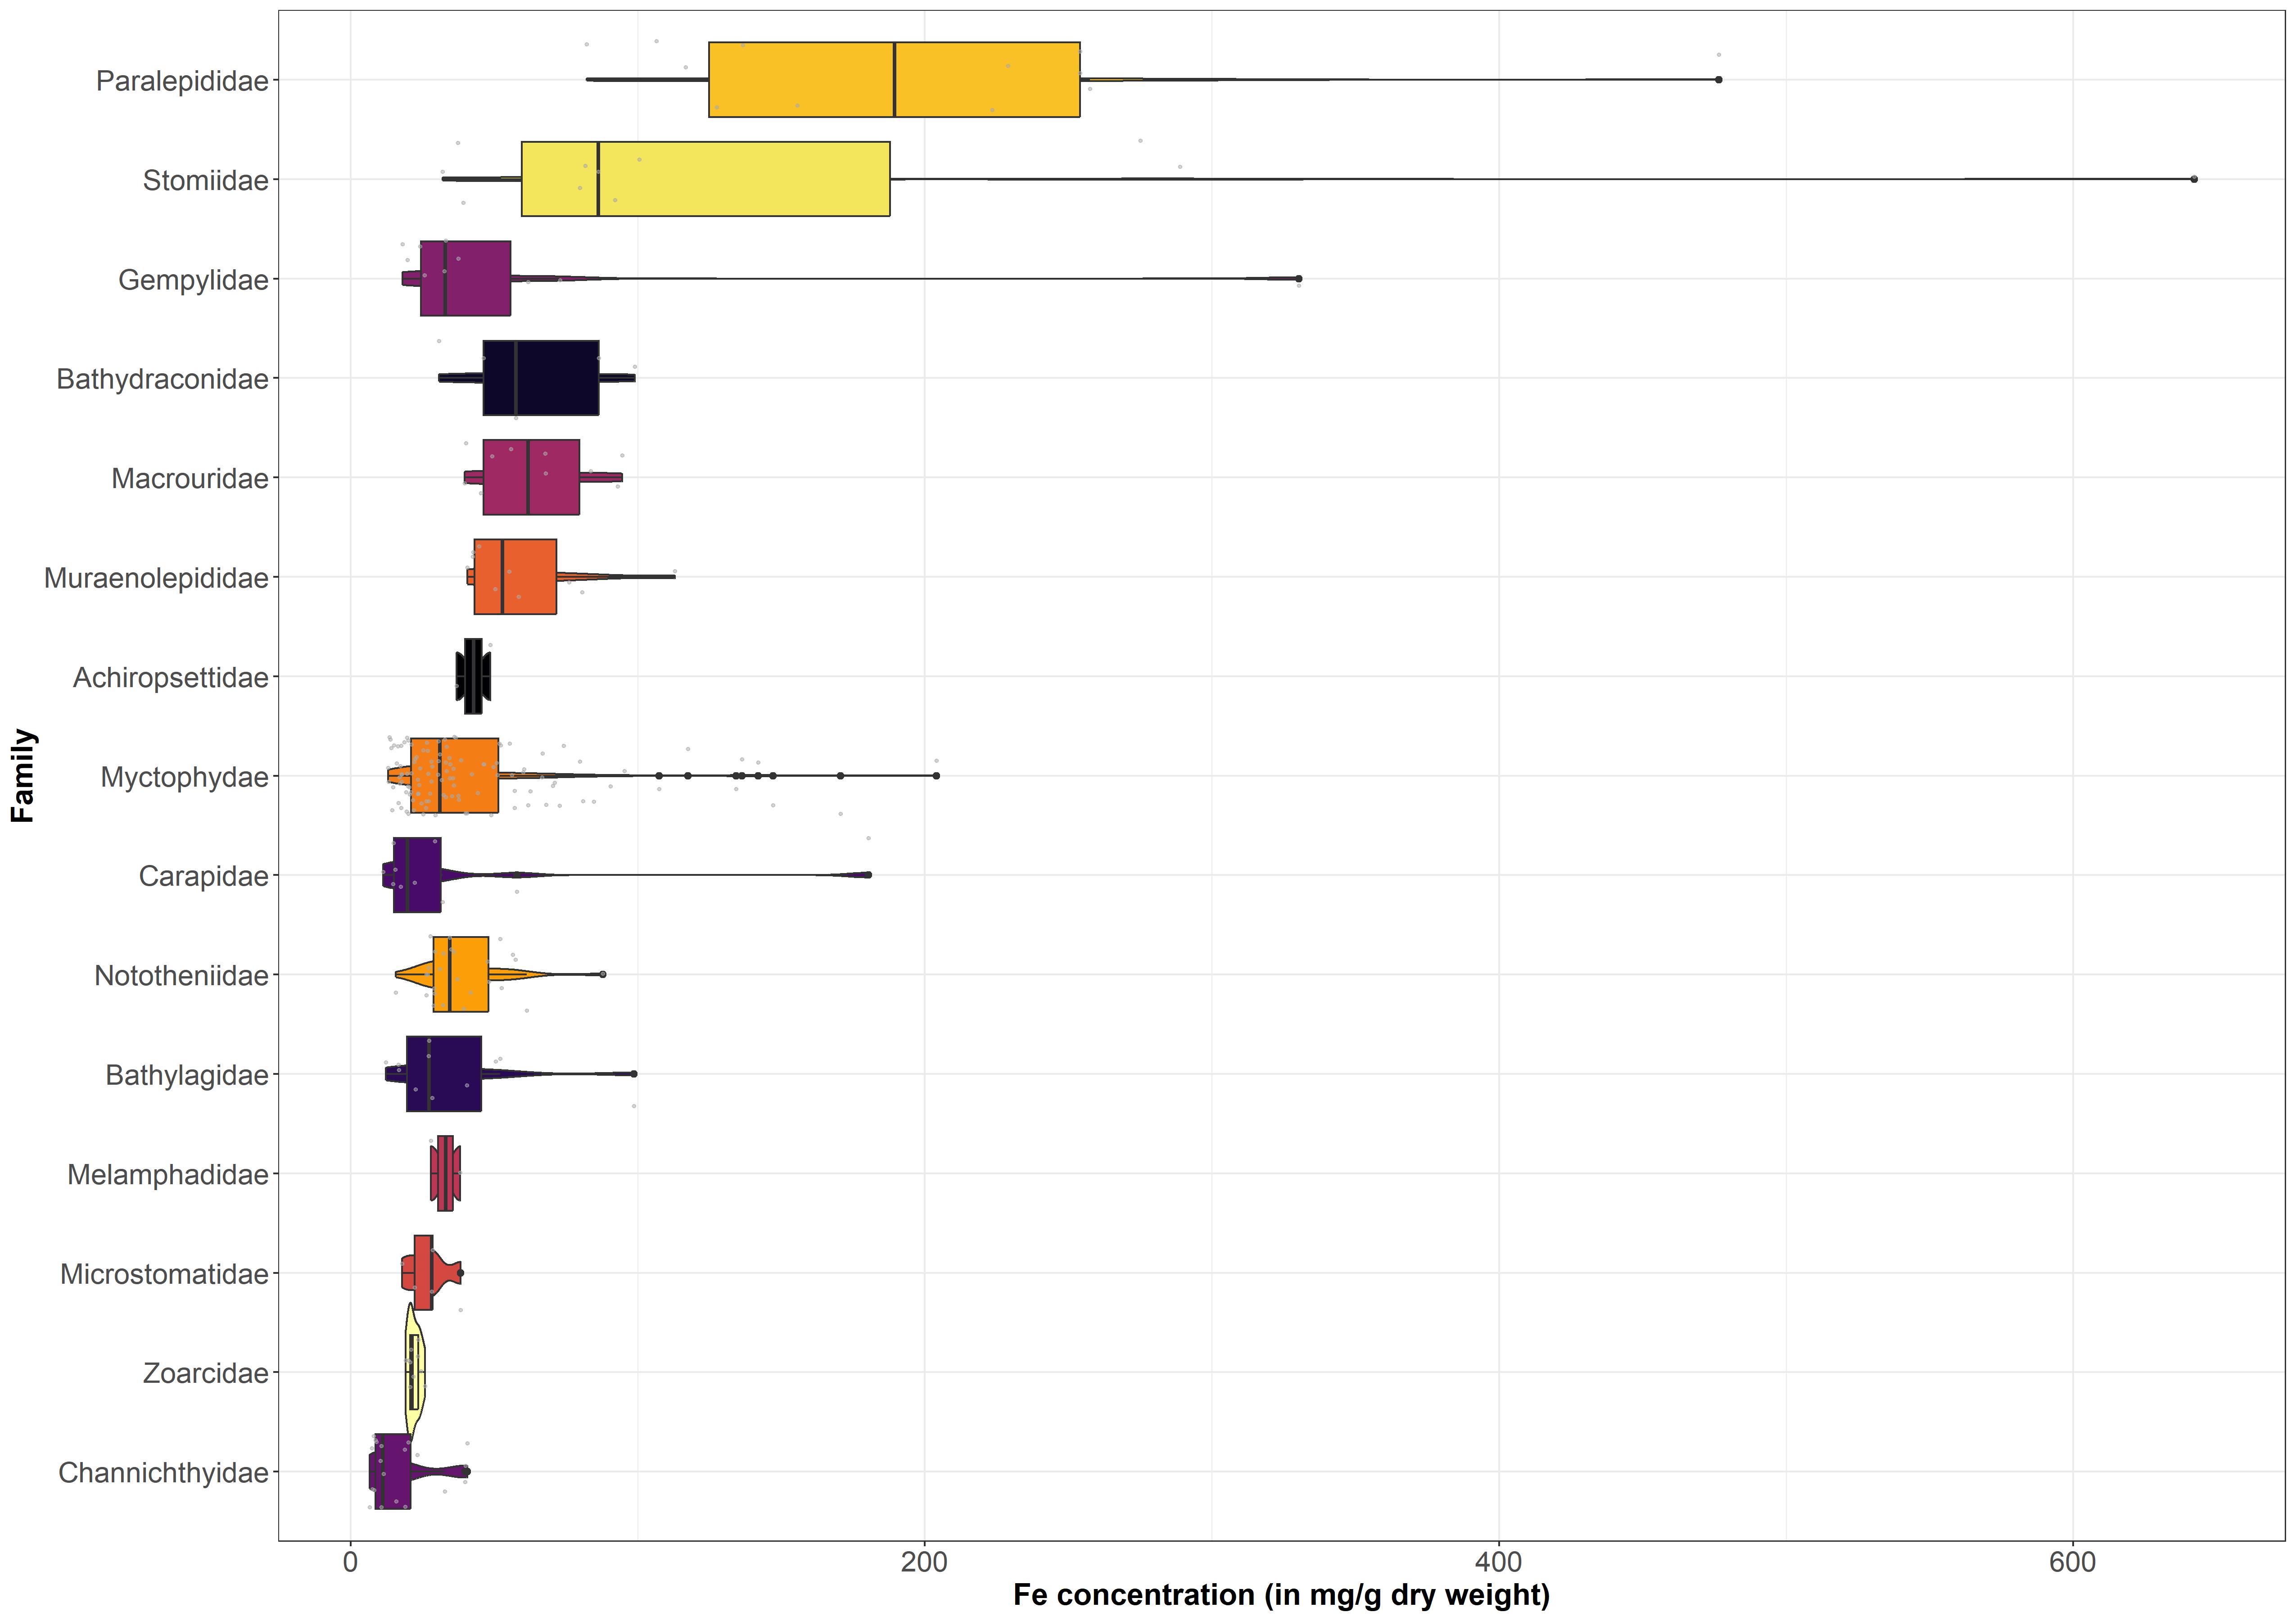 Paralepididae
Stomiidae
Gempylidae
Bathydraconidae
Macrouridae
Muraenolepididae
Achiropsettidae
Myctophydae
Carapidae
Nototheniidae
Bathylagidae
Melamphadidae
Microstomatidae
Zoarcidae
Channichthyidae
Family
0 200 400 600
Fe concentration (in mg/g dry weight)